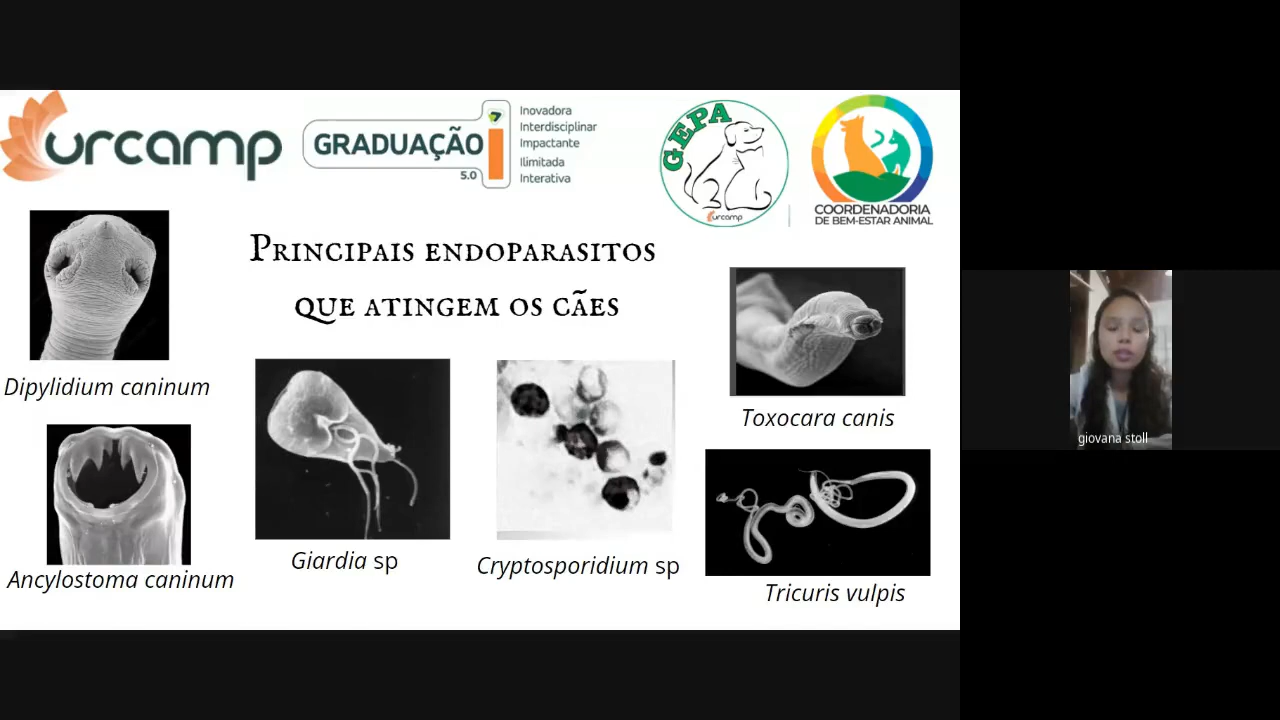 urcamp
GRADUAÇÃO
5.0
Inovadora
Interdisciplinar
Impactante
Ilimitada
Interativa
GEPA
urcamp
COORDENADORIA
DE BEM-ESTAR ANIMAL
Principais endoparasitos
que atingem os cães
Dipylidium caninum
Toxocara canis
Ancylostoma caninum
Giardia sp
Cryptosporidium sp
Tricuris vulpis
giovana stoll